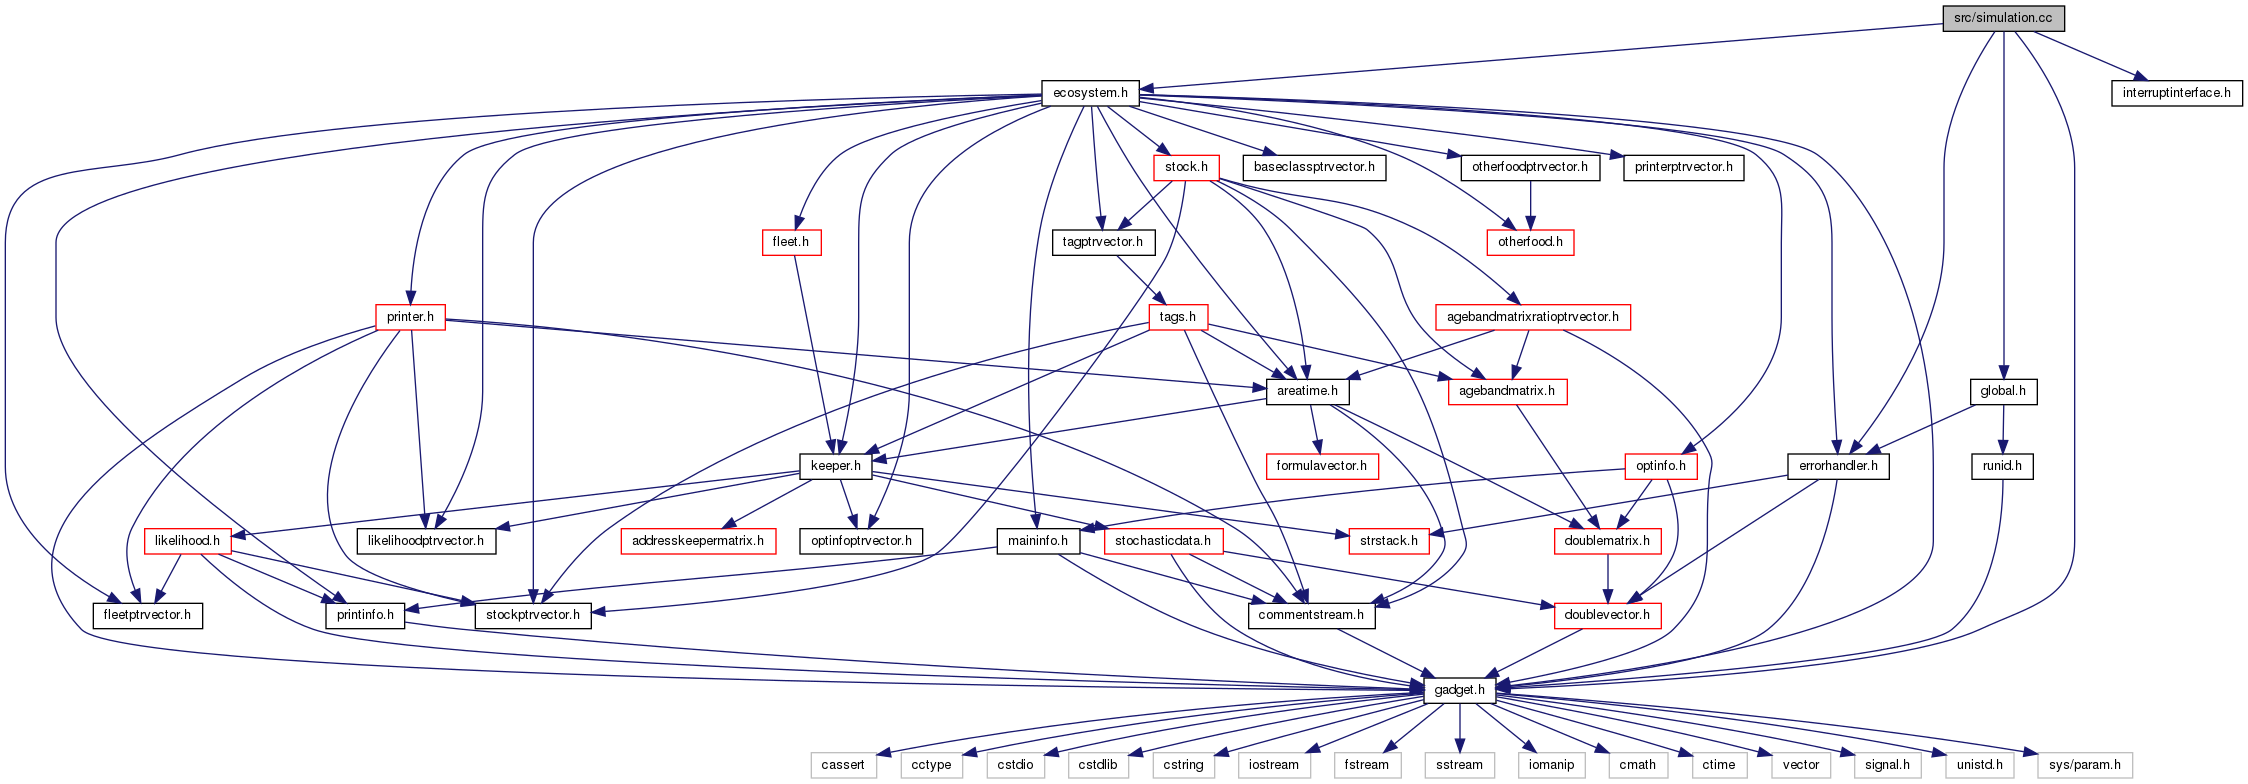 src/simulation.cc
ecosystem.h
interruptinterface.h
stock.h
baseclassptrvector.h
otherfoodptrvector.h
printerptrvector.h
fleet.h
tagptrvector.h
otherfood.h
printer.h
tags.h
agebandmatrixratioptrvector.h
areatime.h
agebandmatrix.h
global.h
keeper.h
formulavector.h
optinfo.h
errorhandler.h
runid.h
likelihood.h
likelihoodptrvector.h
addresskeepermatrix.h
optinfoptrvector.h
maininfo.h
stochasticdata.h
strstack.h
doublematrix.h
fleetptrvector.h
printinfo.h
stockptrvector.h
commentstream.h
doublevector.h
gadget.h
cassert
cctype
cstdio
cstdlib
cstring
iostream
fstream
sstream
iomanip
cmath
ctime
vector
signal.h
unistd.h
sys/param.h